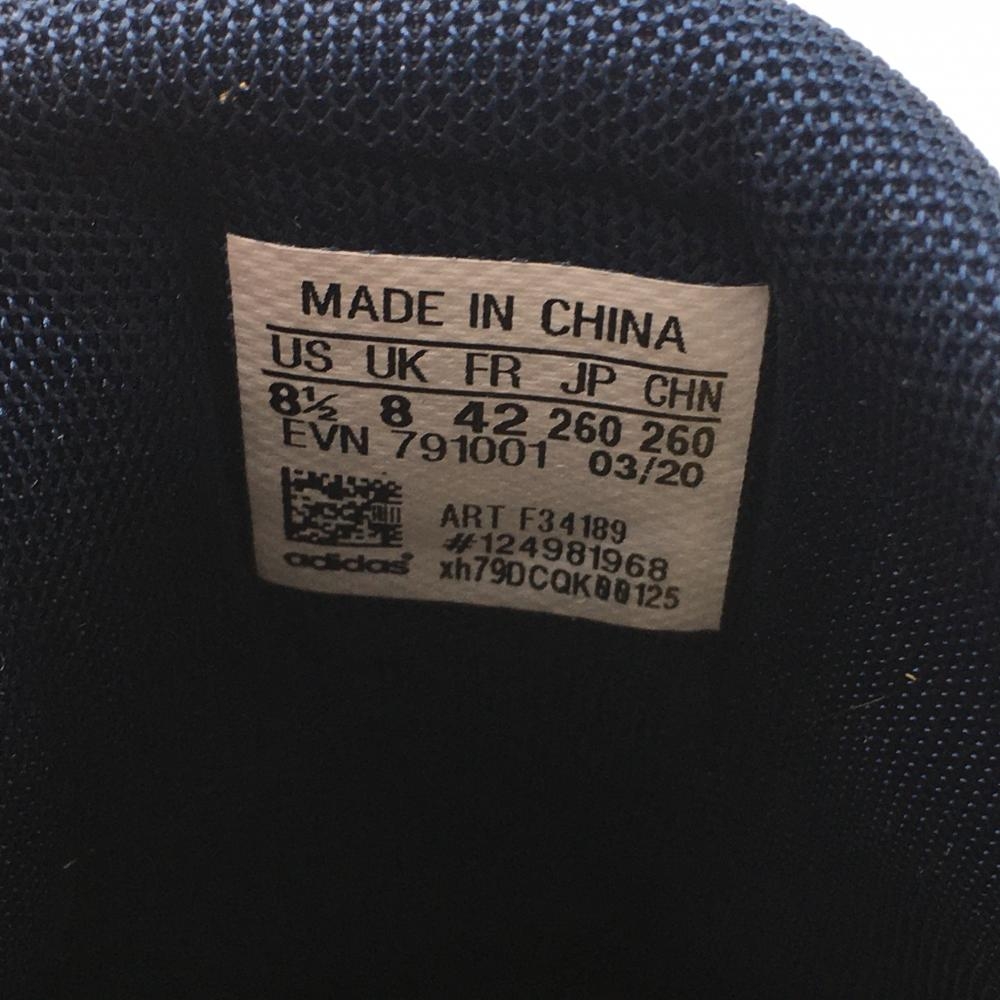 MADE IN CHINA
US UK FR JP CHN
8½ 8 42 260 260
EVN 791001 03/20
ART F34189
#124981968
adidas® xh79DCQK00125